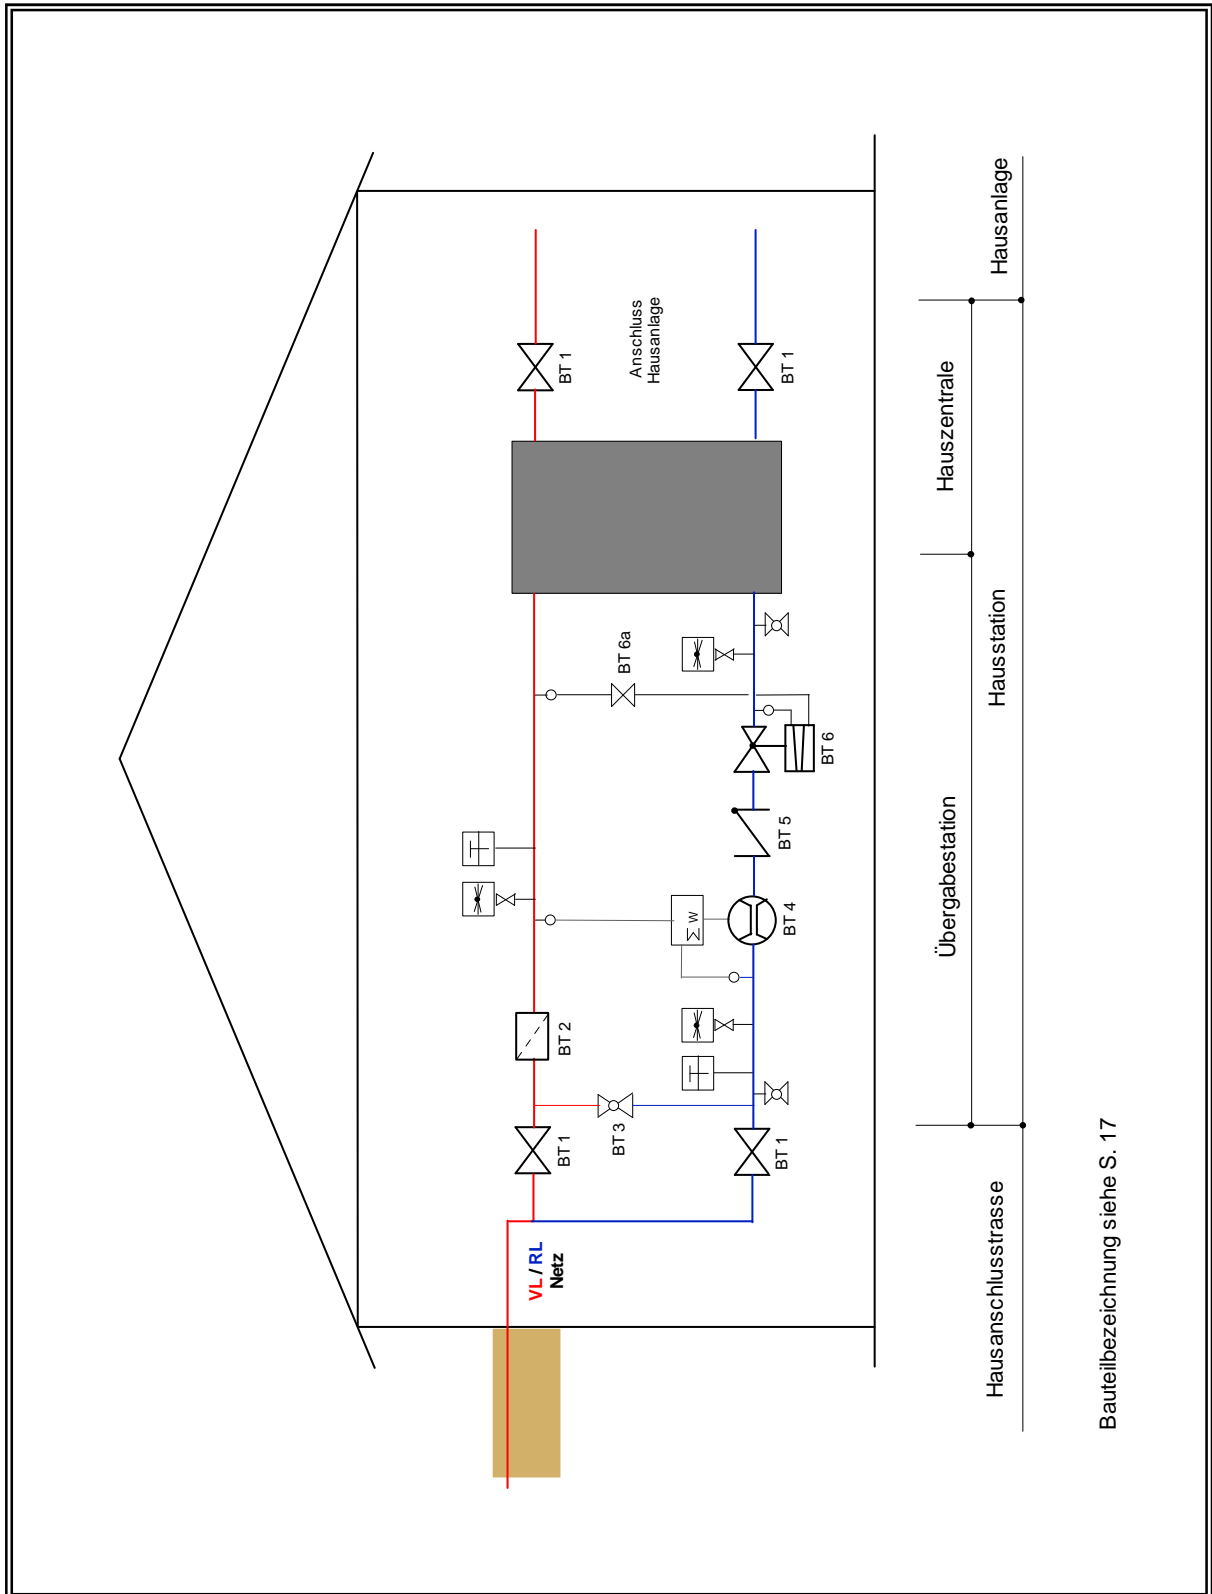 VL / RL
Netz
BT 1
BT 2
BT 3
BT 1
T
T
Σ W
BT 4
BT 5
BT 6
BT 6a
BT 1
BT 1
Anschluss
Hausanlage
Übergabestation
Hauszentrale
Hausanschlusstrasse
Hausstation
Hausanlage
Bauteilbezeichnung siehe S. 17